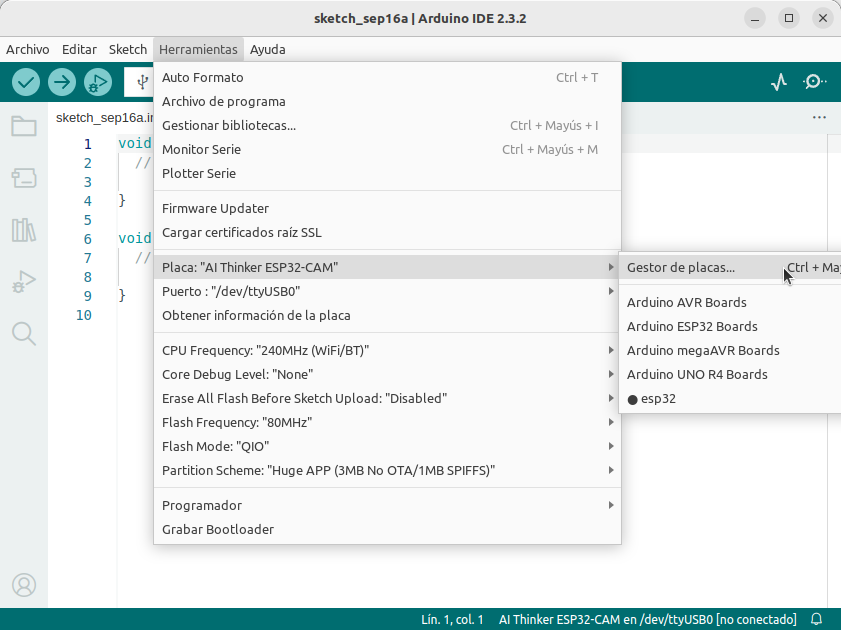 sketch_sep16a | Arduino IDE 2.3.2
Archivo Editar Sketch Herramientas Ayuda
Auto Formato Ctrl + T
Archivo de programa
Gestionar bibliotecas... Ctrl + Mayús + I
Monitor Serie Ctrl + Mayús + M
Plotter Serie
Firmware Updater
Cargar certificados raíz SSL
Placa: "AI Thinker ESP32-CAM"
Puerto : "/dev/ttyUSB0"
Obtener información de la placa
CPU Frequency: "240MHz (WiFi/BT)"
Core Debug Level: "None"
Erase All Flash Before Sketch Upload: "Disabled"
Flash Frequency: "80MHz"
Flash Mode: "QIO"
Partition Scheme: "Huge APP (3MB No OTA/1MB SPIFFS)"
Programador
Grabar Bootloader
Gestor de placas... Ctrl + May
Arduino AVR Boards
Arduino ESP32 Boards
Arduino megaAVR Boards
Arduino UNO R4 Boards
● esp32
sketch_sep16a.in
1 void
2 //
3
4 }
5
6 void
7 //
8
9 }
10
Lín. 1, col. 1 AI Thinker ESP32-CAM en /dev/ttyUSB0 [no conectado]